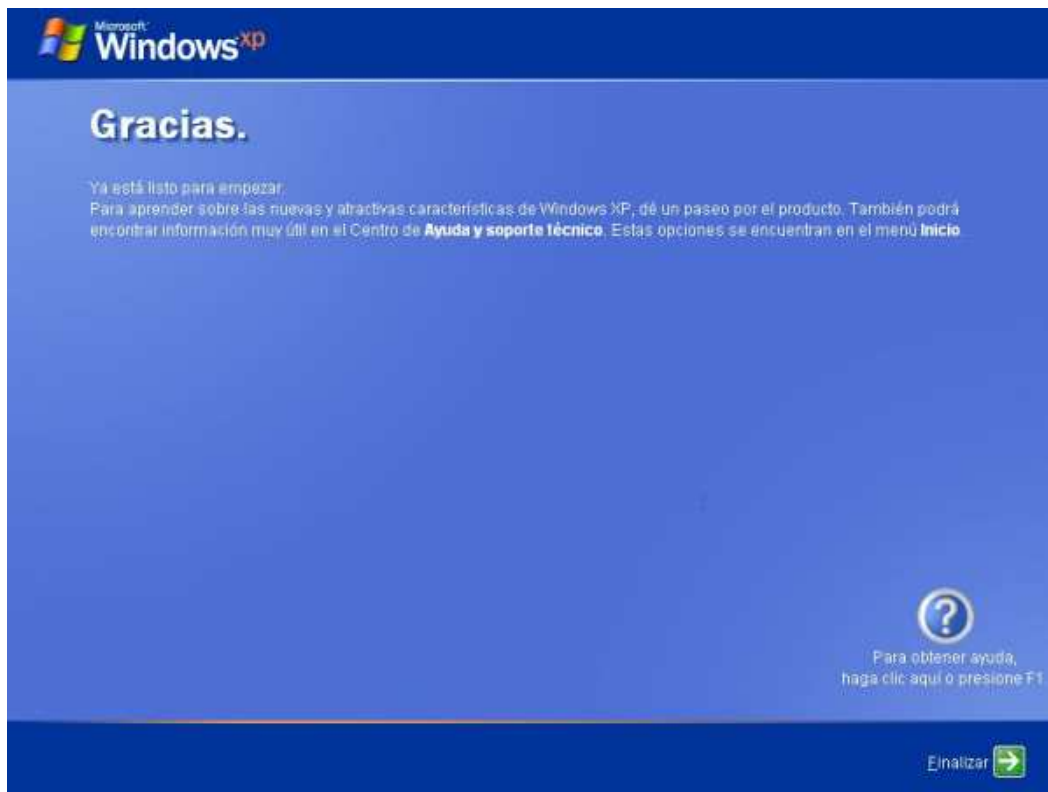 Microsoft
Windows xp
Gracias.
Ya está listo para empezar.
Para aprender sobre las nuevas y atractivas características de Windows XP, dé un paseo por el producto. También podrá
encontrar información muy útil en el Centro de Ayuda y soporte técnico. Estas opciones se encuentran en el menú Inicio.
Para obtener ayuda,
haga clic aquí o presione F1
Finalizar